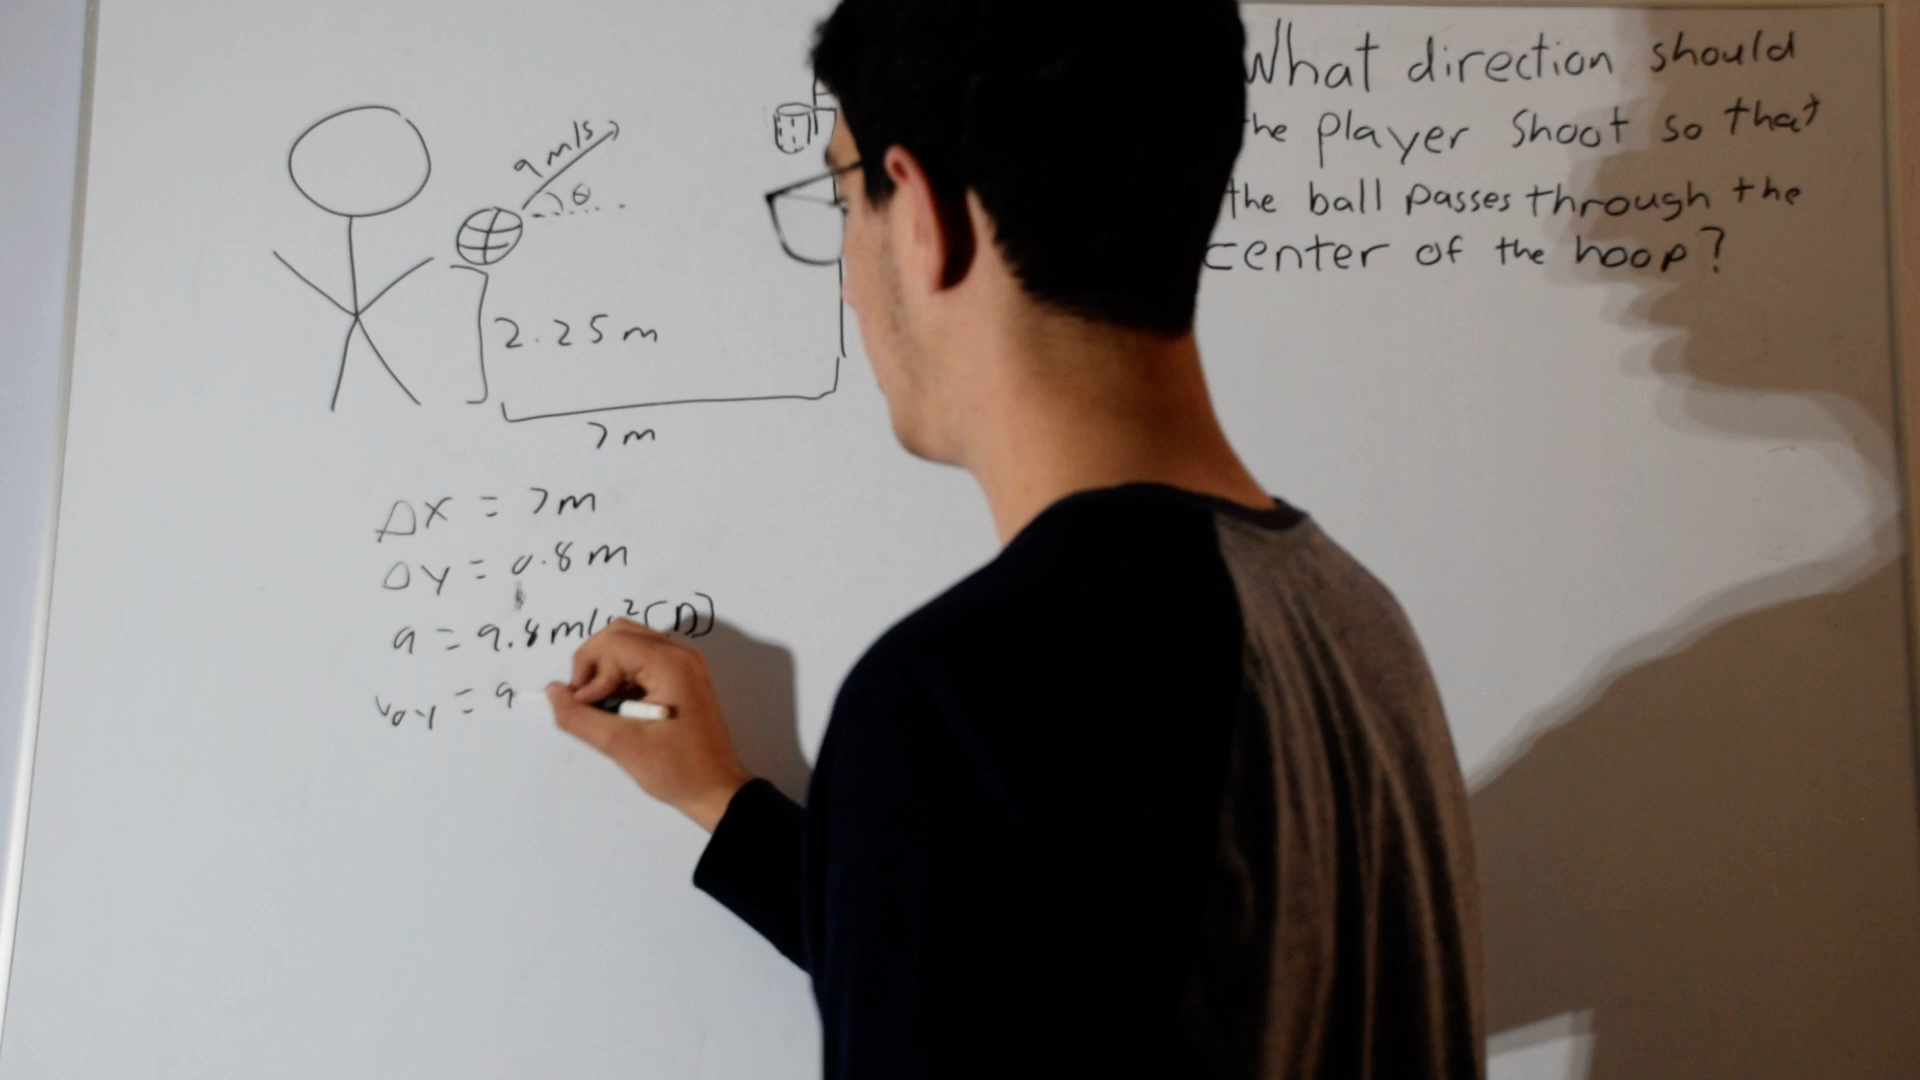 What direction should
the player shoot so that
the ball passes through the
center of the hoop?
9 m/s
θ
2.25 m
7 m
Δx = 7m
Δy = 0.8 m
a = 9.8 m/s²[D]
v₀y = 9